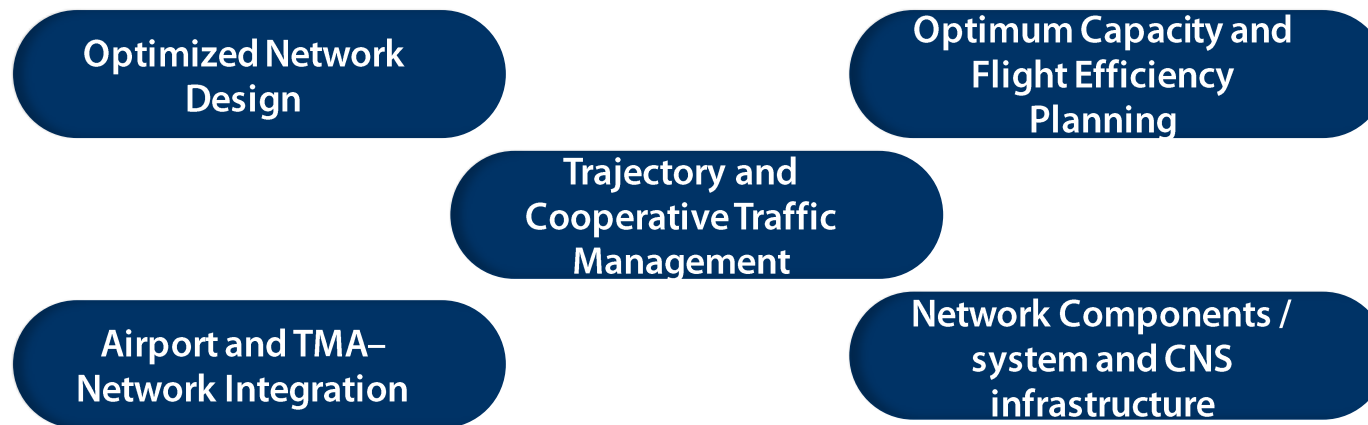 Optimized Network
Design
Optimum Capacity and
Flight Efficiency
Planning
Trajectory and
Cooperative Traffic
Management
Airport and TMA–
Network Integration
Network Components /
system and CNS
infrastructure